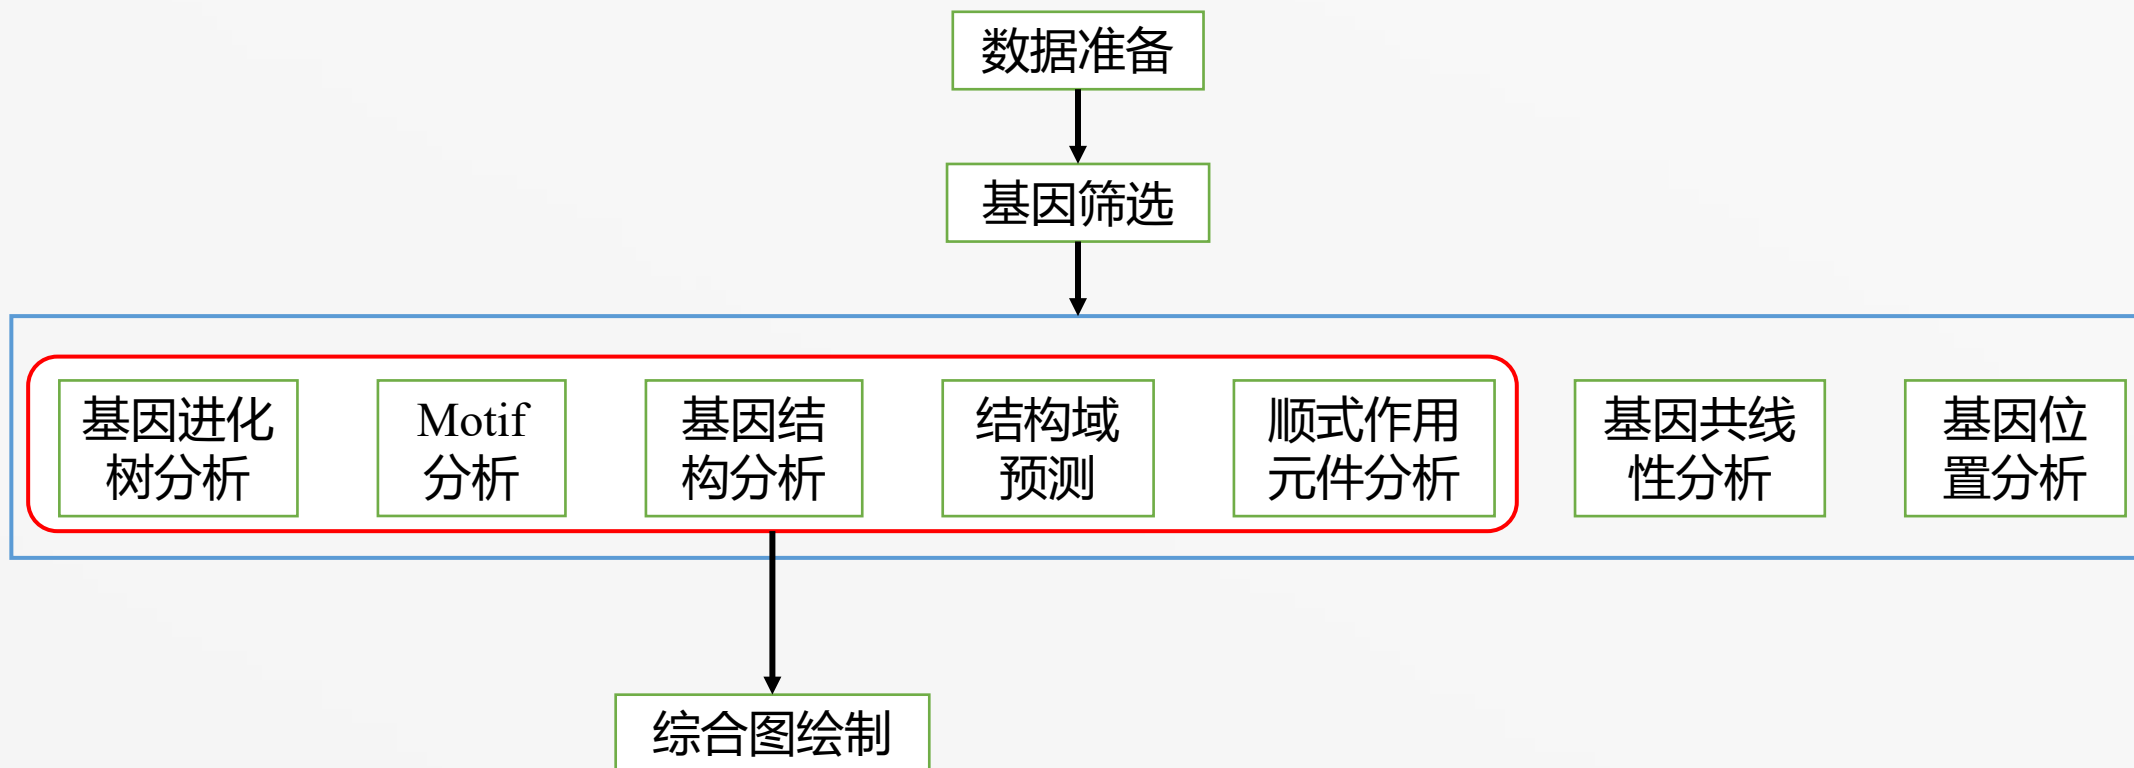 数据准备
基因筛选
基因进化
树分析
Motif
分析
基因结
构分析
结构域
预测
顺式作用
元件分析
基因共线
性分析
基因位
置分析
综合图绘制